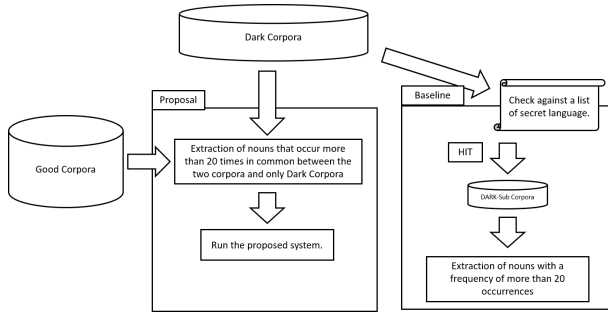 Dark Corpora
Proposal
Baseline
Check against a list
of secret language.
Good Corpora
Extraction of nouns that occur more
than 20 times in common between the
two corpora and only Dark Corpora
HIT
DARK-Sub Corpora
Run the proposed system.
Extraction of nouns with a
frequency of more than 20
occurrences